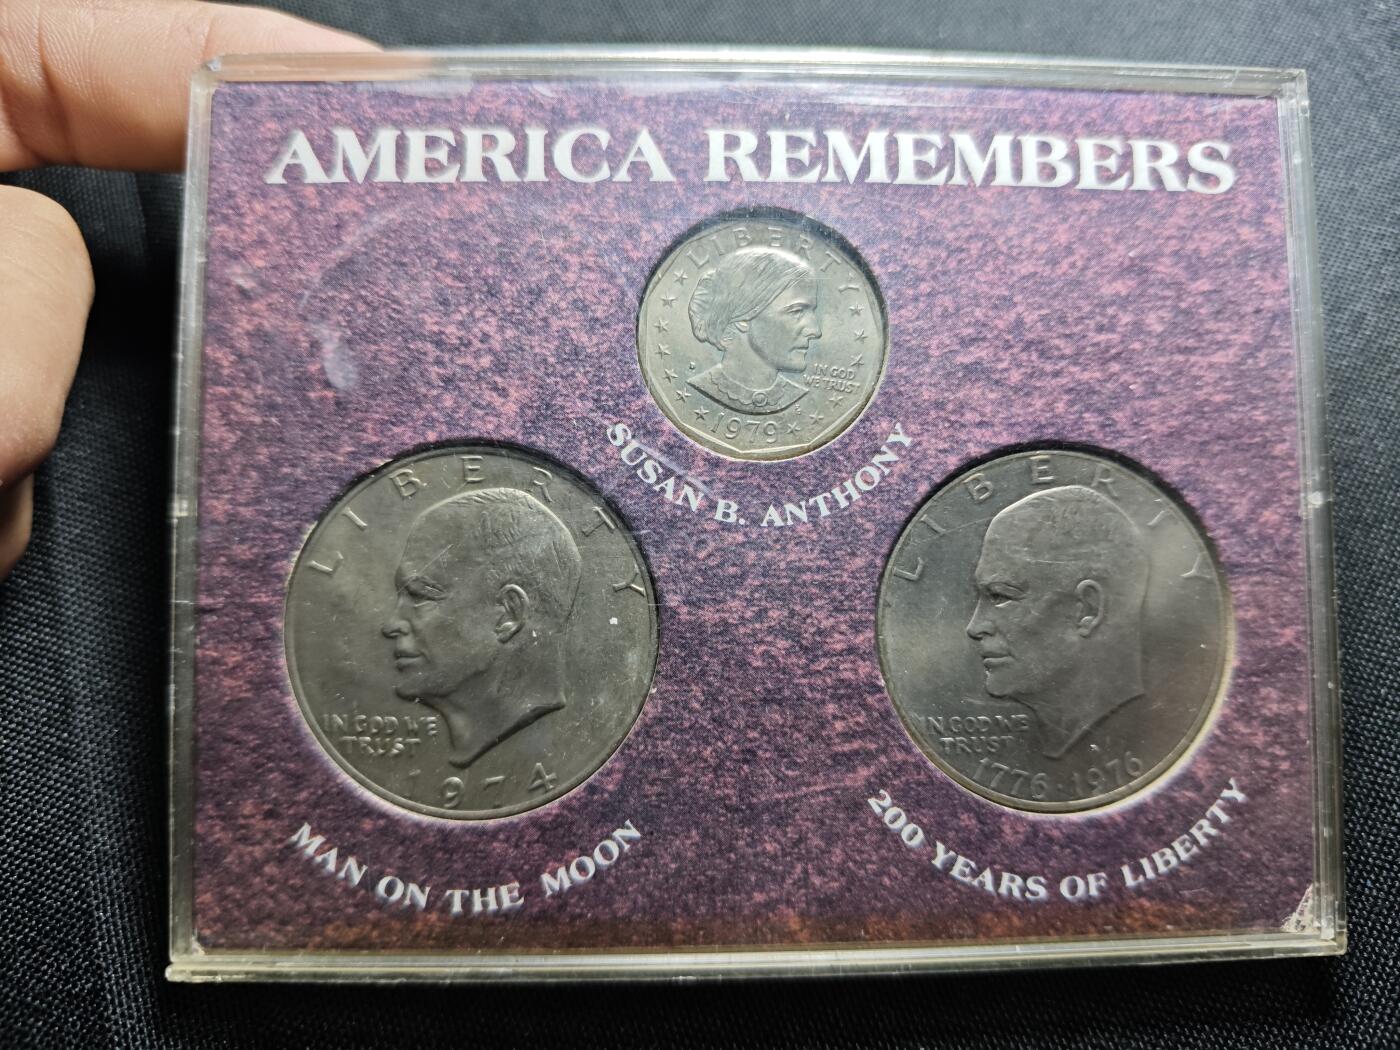 AMERICA REMEMBERS
LIBERTY
IN GOD
WE TRUST
1979
SUSAN B. ANTHONY
LIBERTY
IN GOD WE
TRUST
1974
MAN ON THE MOON
LIBERTY
IN GOD WE
TRUST
1776·1976
200 YEARS OF LIBERTY